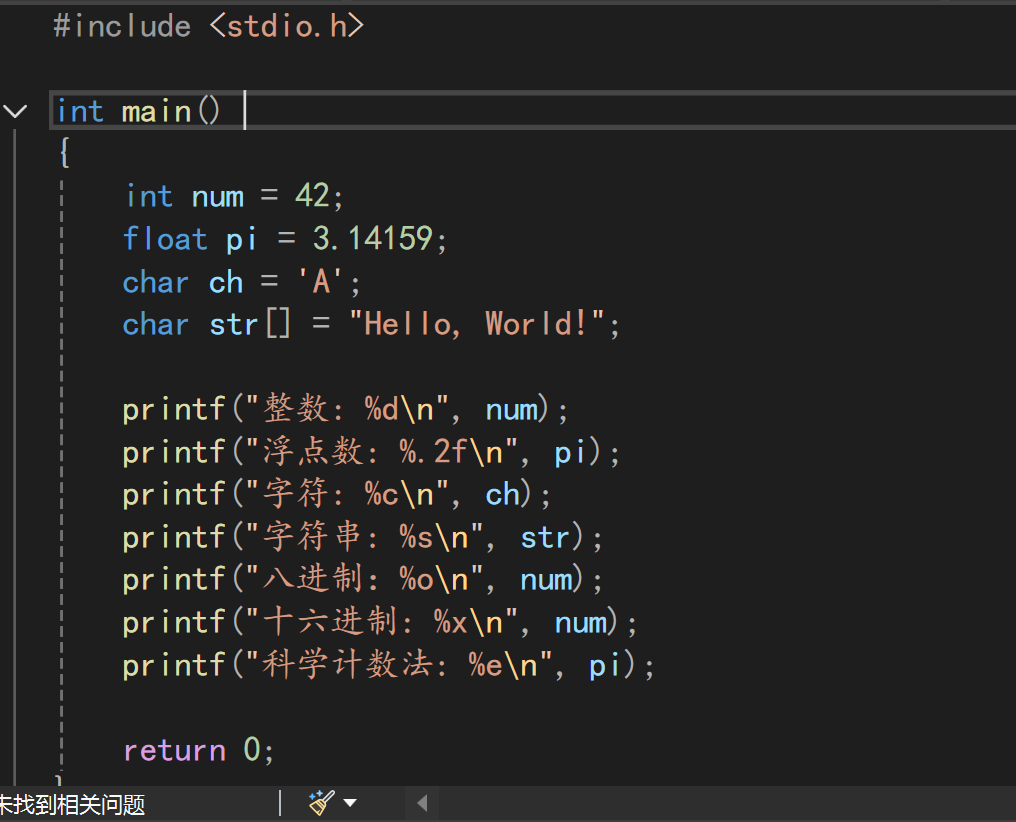 #include <stdio.h>
int main()
{
int num = 42;
float pi = 3.14159;
char ch = 'A';
char str[] = "Hello, World!";
printf("整数: %d\n", num);
printf("浮点数: %.2f\n", pi);
printf("字符: %c\n", ch);
printf("字符串: %s\n", str);
printf("八进制: %o\n", num);
printf("十六进制: %x\n", num);
printf("科学计数法: %e\n", pi);
return 0;
}
未找到相关问题